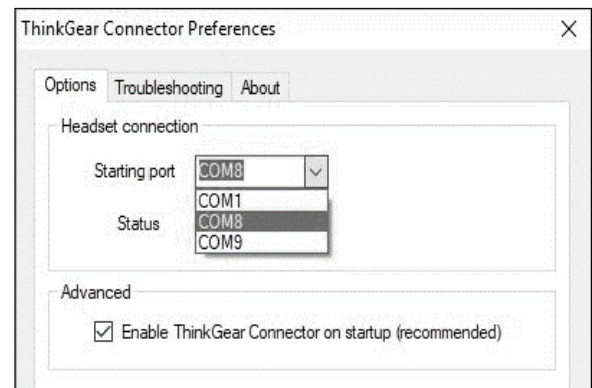 ThinkGear Connector Preferences
Options Troubleshooting About
Headset connection
Starting port COM8
COM1
Status COM8
COM9
Advanced
Enable ThinkGear Connector on startup (recommended)